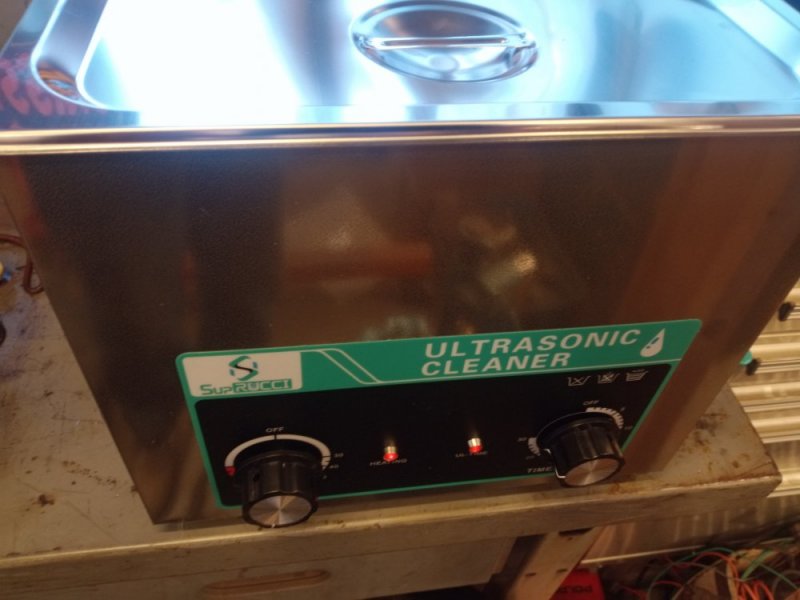 ULTRASONIC
CLEANER
SUPRUCCI
OFF
OFF
HEATING
TIME